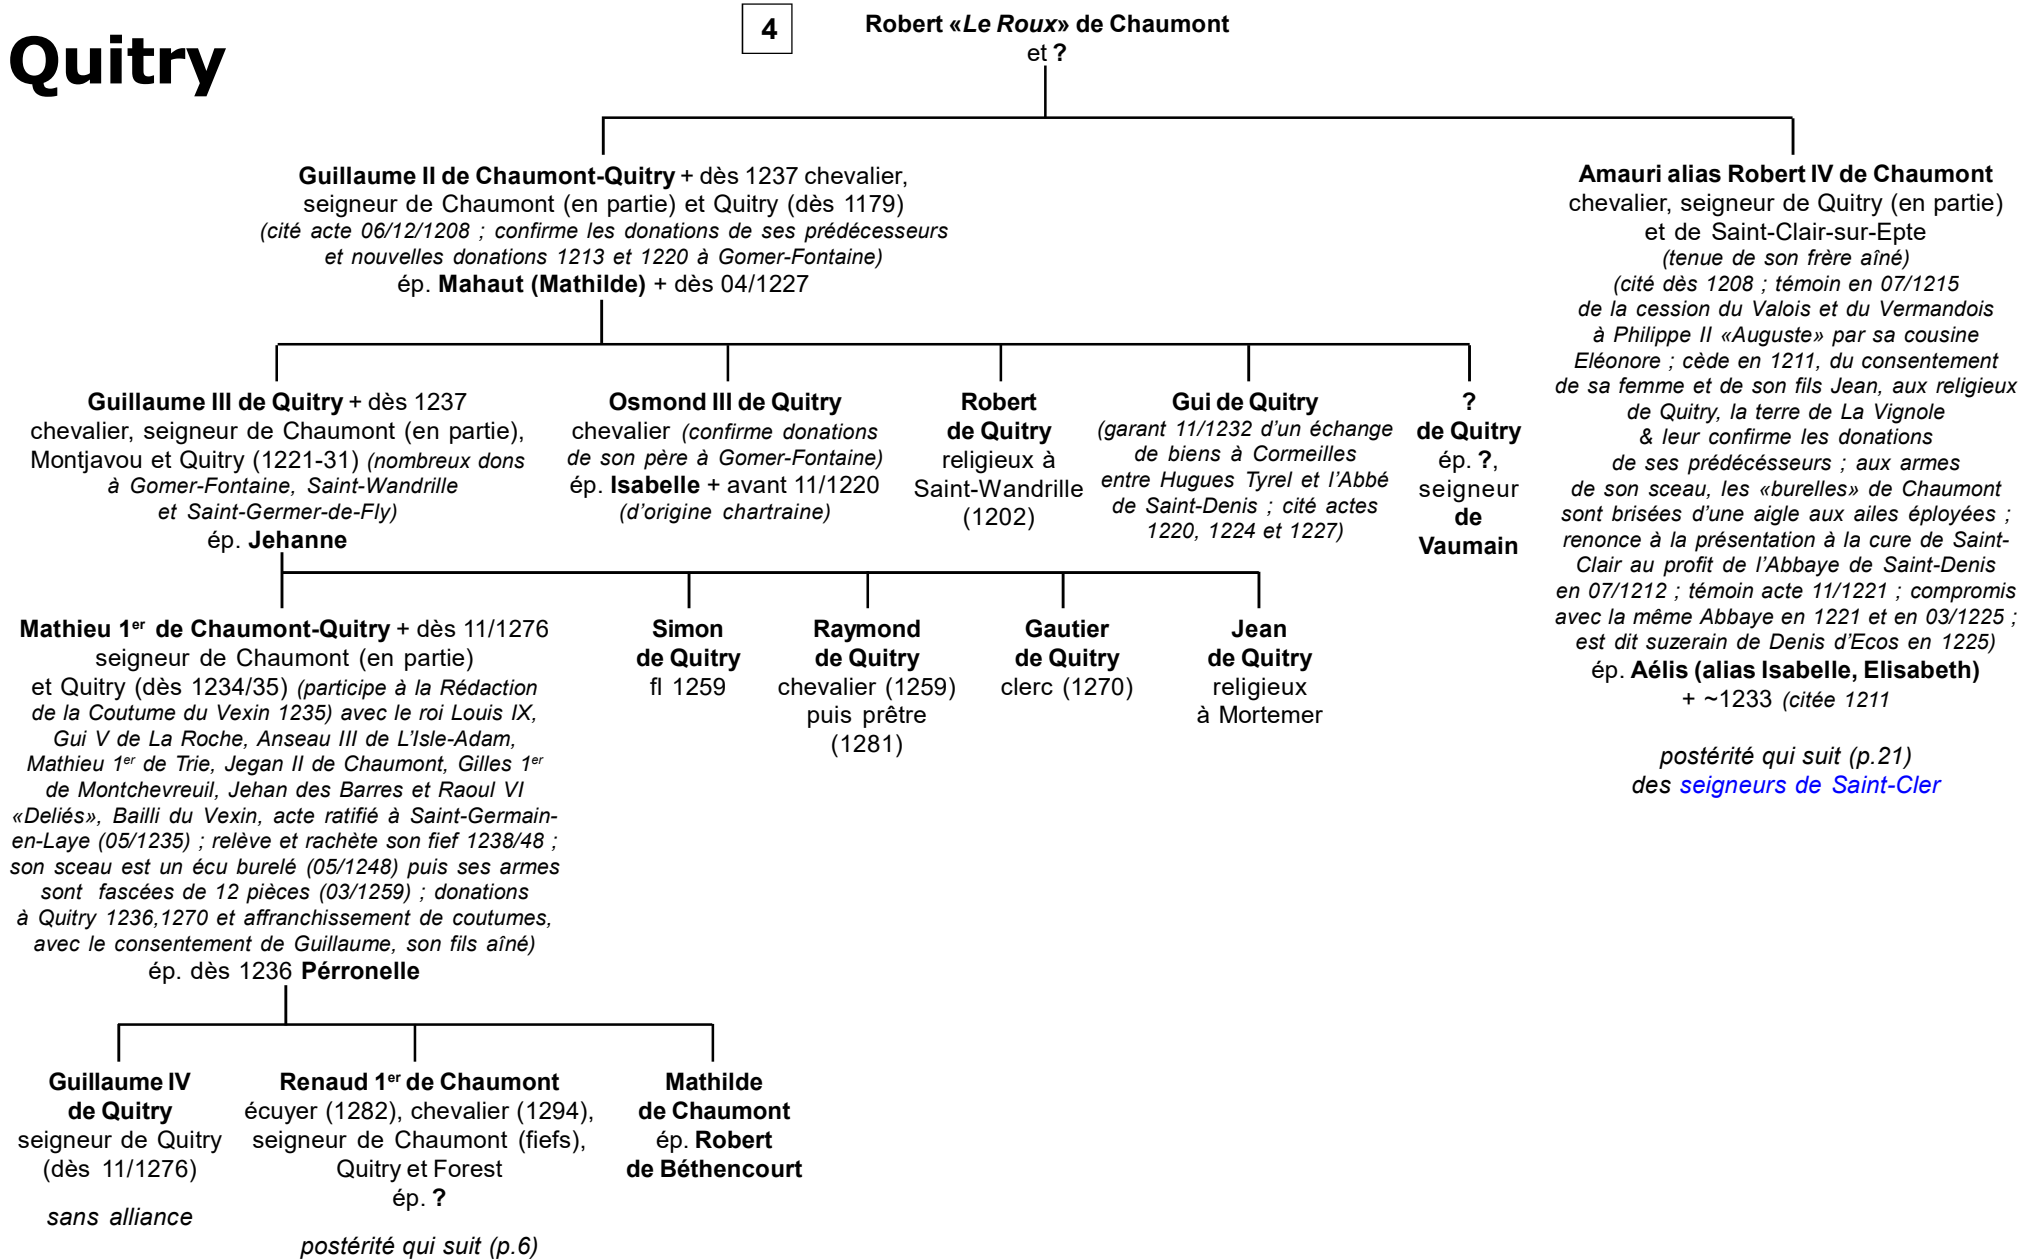 Quitry
4
Robert «Le Roux» de Chaumont
et ?
Guillaume II de Chaumont-Quitry + dès 1237 chevalier,
seigneur de Chaumont (en partie) et Quitry (dès 1179)
(cité acte 06/12/1208 ; confirme les donations de ses prédécesseurs
et nouvelles donations 1213 et 1220 à Gomer-Fontaine)
ép. Mahaut (Mathilde) + dès 04/1227
Amauri alias Robert IV de Chaumont
chevalier, seigneur de Quitry (en partie)
et de Saint-Clair-sur-Epte
(tenue de son frère aîné)
(cité dès 1208 ; témoin en 07/1215
de la cession du Valois et du Vermandois
à Philippe II «Auguste» par sa cousine
Eléonore ; cède en 1211, du consentement
de sa femme et de son fils Jean, aux religieux
de Quitry, la terre de La Vignole
& leur confirme les donations
de ses prédécésseurs ; aux armes
de son sceau, les «burelles» de Chaumont
sont brisées d'une aigle aux ailes éployées ;
renonce à la présentation à la cure de Saint-
Clair au profit de l'Abbaye de Saint-Denis
en 07/1212 ; témoin acte 11/1221 ; compromis
avec la même Abbaye en 1221 et en 03/1225 ;
est dit suzerain de Denis d'Ecos en 1225)
ép. Aélis (alias Isabelle, Elisabeth)
+ ~1233 (citée 1211
postérité qui suit (p.21)
des seigneurs de Saint-Cler
Guillaume III de Quitry + dès 1237
chevalier, seigneur de Chaumont (en partie),
Montjavou et Quitry (1221-31) (nombreux dons
à Gomer-Fontaine, Saint-Wandrille
et Saint-Germer-de-Fly)
ép. Jehanne
Osmond III de Quitry
chevalier (confirme donations
de son père à Gomer-Fontaine)
ép. Isabelle + avant 11/1220
(d'origine chartraine)
Robert
de Quitry
religieux à
Saint-Wandrille
(1202)
Gui de Quitry
(garant 11/1232 d'un échange
de biens à Cormeilles
entre Hugues Tyrel et l'Abbé
de Saint-Denis ; cité actes
1220, 1224 et 1227)
?
de Quitry
ép. ?,
seigneur
de
Vaumain
Mathieu 1er de Chaumont-Quitry + dès 11/1276
seigneur de Chaumont (en partie)
et Quitry (dès 1234/35) (participe à la Rédaction
de la Coutume du Vexin 1235) avec le roi Louis IX,
Gui V de La Roche, Anseau III de L'Isle-Adam,
Mathieu 1er de Trie, Jegan II de Chaumont, Gilles 1er
de Montchevreuil, Jehan des Barres et Raoul VI
«Deliés», Bailli du Vexin, acte ratifié à Saint-Germain-
en-Laye (05/1235) ; relève et rachète son fief 1238/48 ;
son sceau est un écu burelé (05/1248) puis ses armes
sont fascées de 12 pièces (03/1259) ; donations
à Quitry 1236,1270 et affranchissement de coutumes,
avec le consentement de Guillaume, son fils aîné)
ép. dès 1236 Pérronelle
Simon
de Quitry
fl 1259
Raymond
de Quitry
chevalier (1259)
puis prêtre
(1281)
Gautier
de Quitry
clerc (1270)
Jean
de Quitry
religieux
à Mortemer
Guillaume IV
de Quitry
seigneur de Quitry
(dès 11/1276)
sans alliance
Renaud 1er de Chaumont
écuyer (1282), chevalier (1294),
seigneur de Chaumont (fiefs),
Quitry et Forest
ép. ?
postérité qui suit (p.6)
Mathilde
de Chaumont
ép. Robert
de Béthencourt